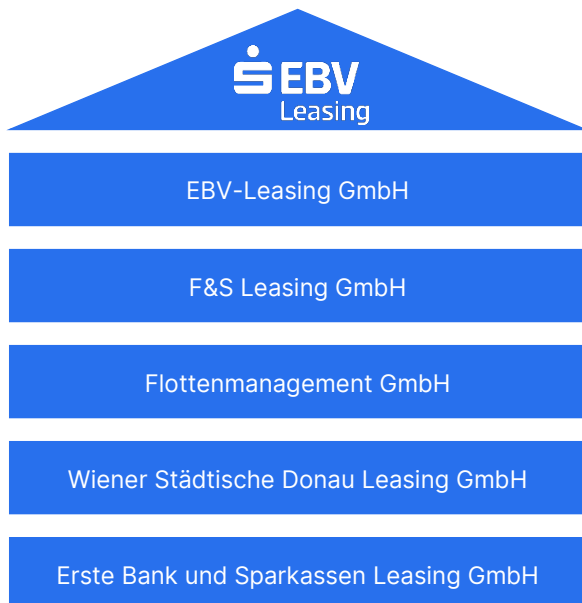 EBV
Leasing
EBV-Leasing GmbH
F&S Leasing GmbH
Flottenmanagement GmbH
Wiener Städtische Donau Leasing GmbH
Erste Bank und Sparkassen Leasing GmbH